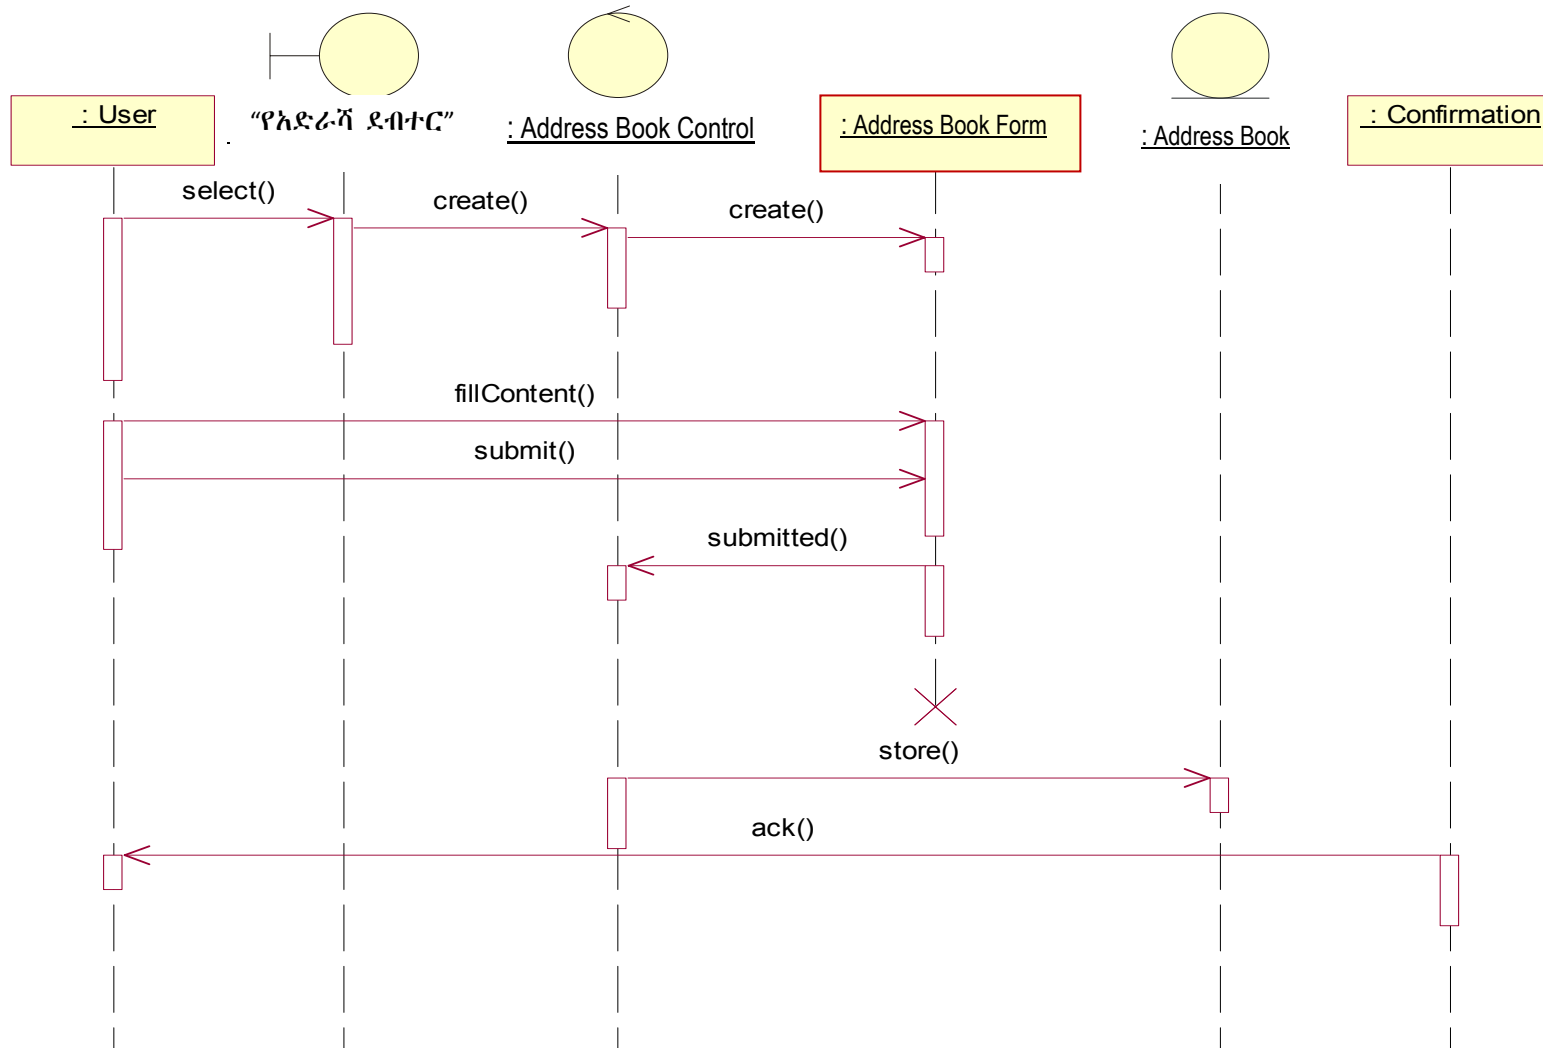 : User
“የአድራሻ ደብተር”
: Address Book Control
: Address Book Form
: Address Book
: Confirmation
select()
create()
create()
fillContent()
submit()
submitted()
store()
ack()